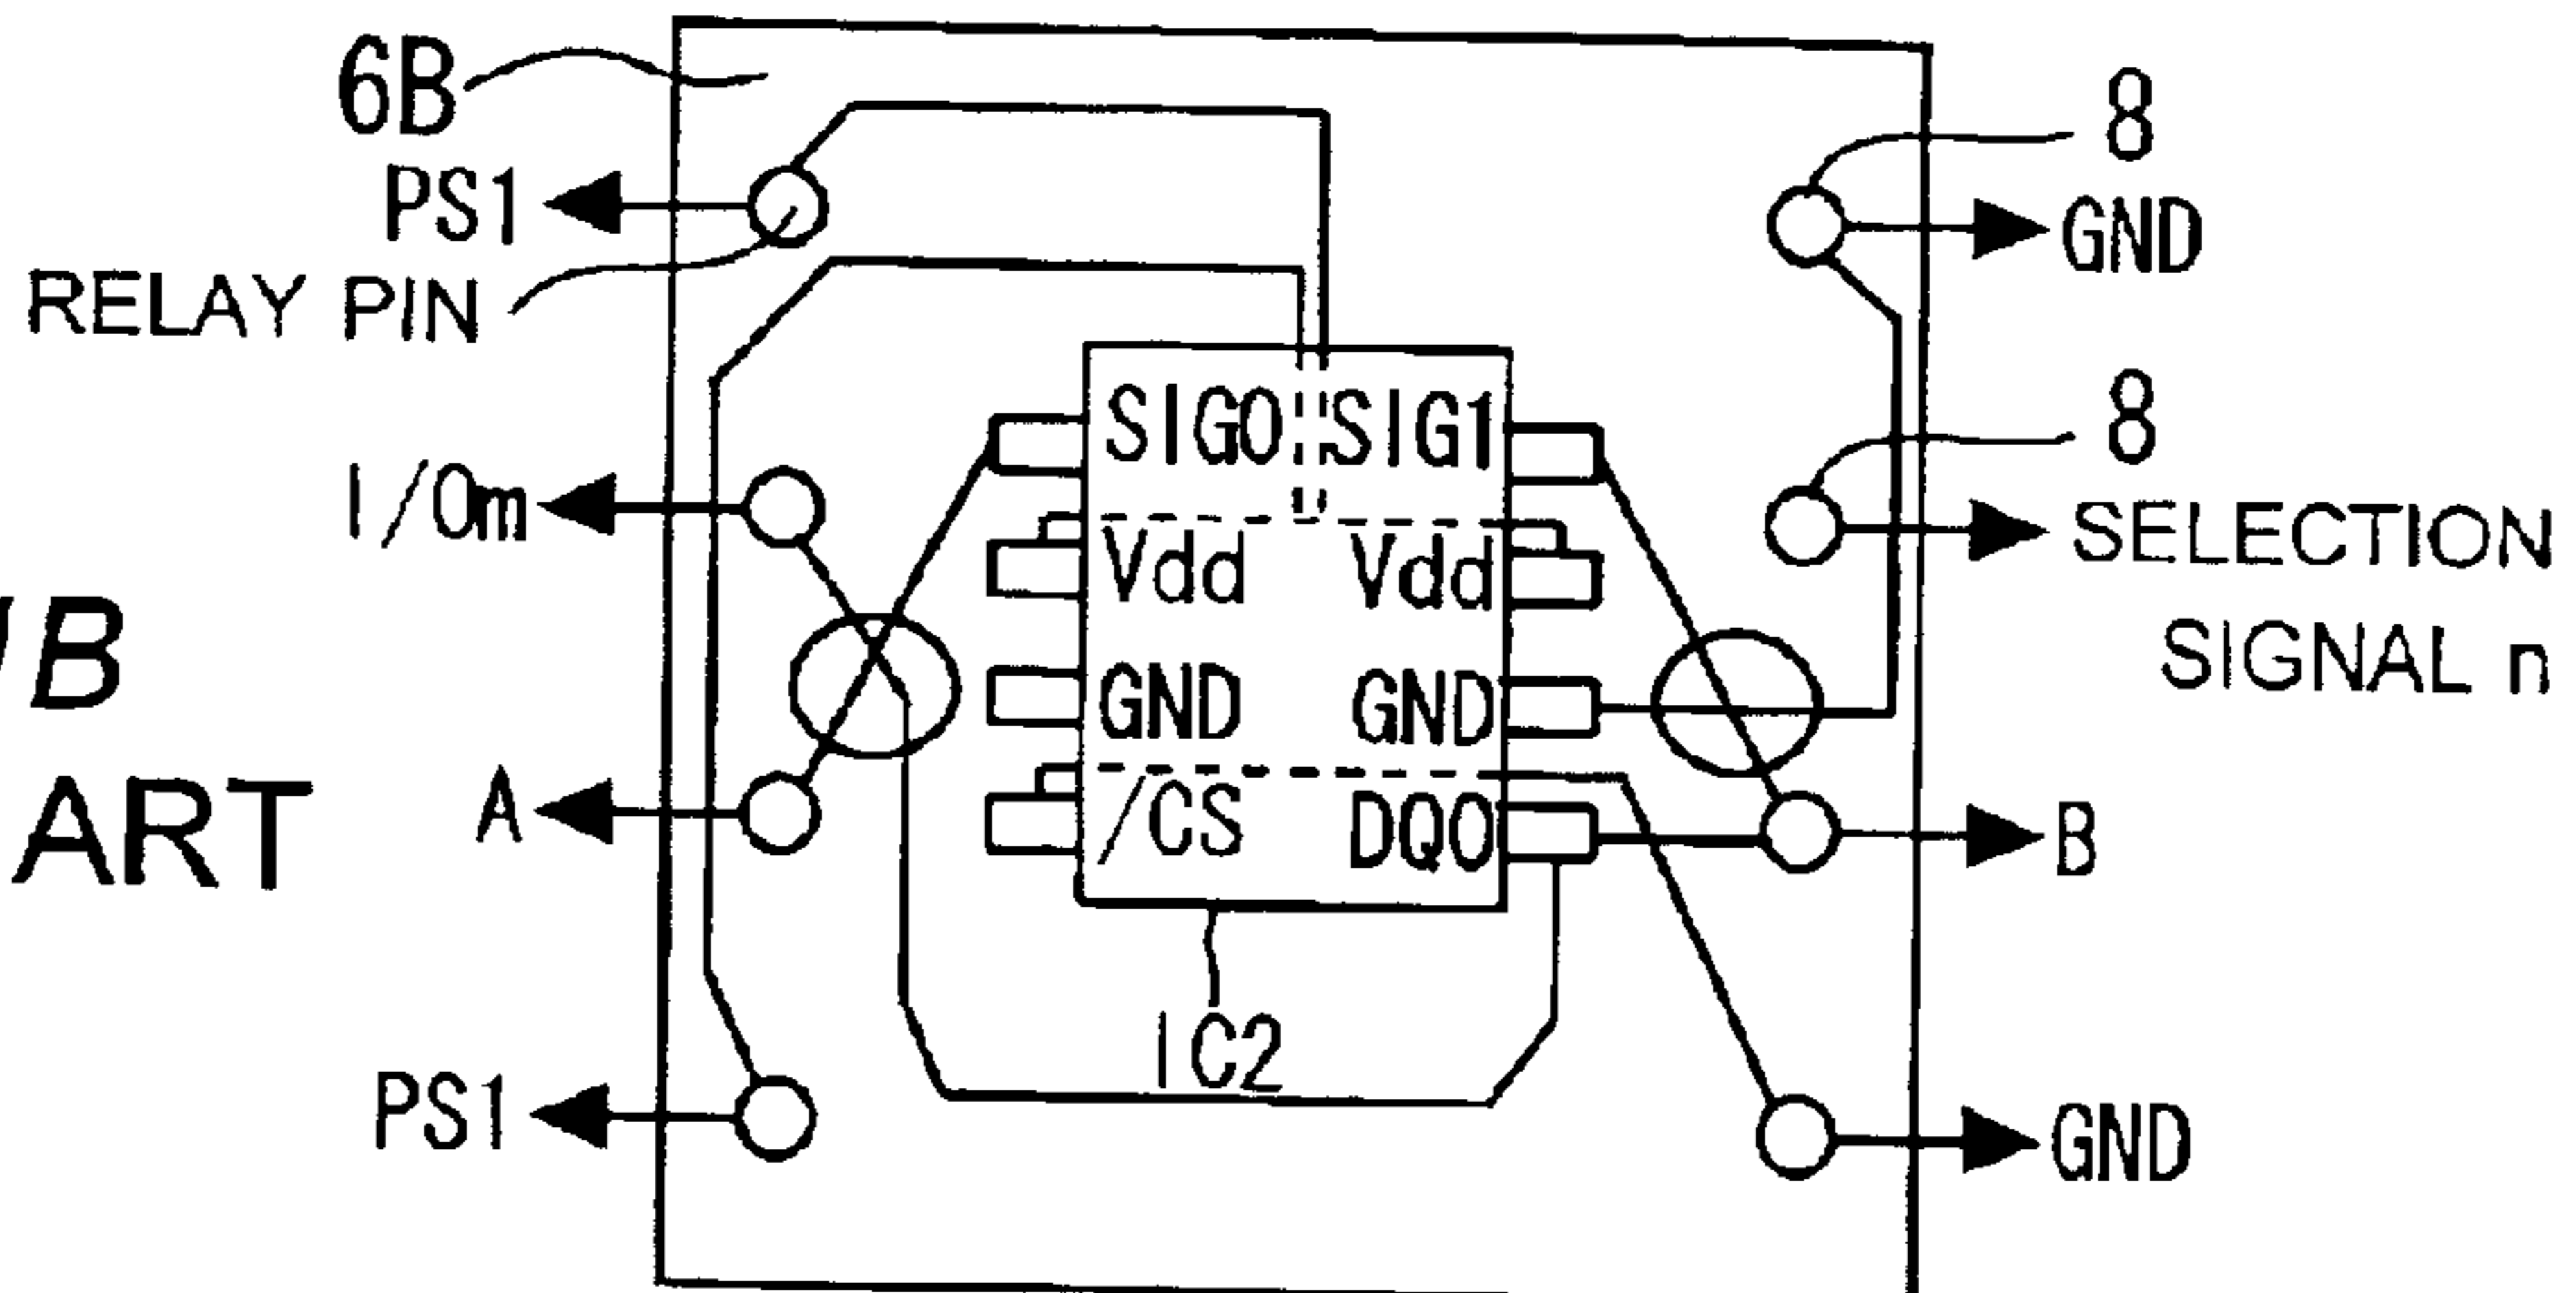 6B
8
PS1
GND
RELAY PIN
SIG0 SIG1
8
I/Om
SELECTION
SIGNAL n
Vdd Vdd
B
GND GND
A
/CS DQ0
B
ART
IC2
PS1
GND